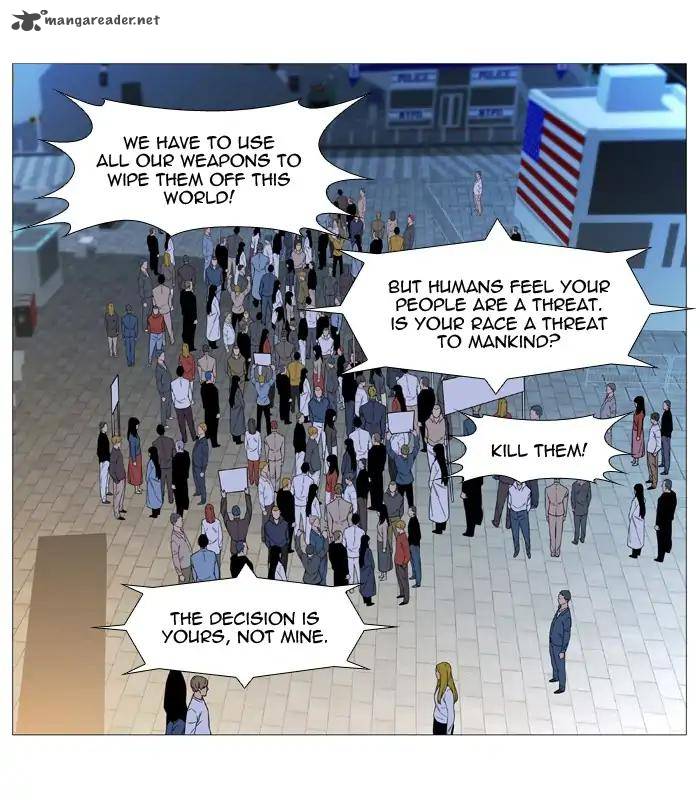 mangareader.net
POLICE
POLICE
NYPD
NYPD
WE HAVE TO USE
ALL OUR WEAPONS TO
WIPE THEM OFF THIS
WORLD!
BUT HUMANS FEEL YOUR
PEOPLE ARE A THREAT.
IS YOUR RACE A THREAT
TO MANKIND?
KILL THEM!
THE DECISION IS
YOURS, NOT MINE.